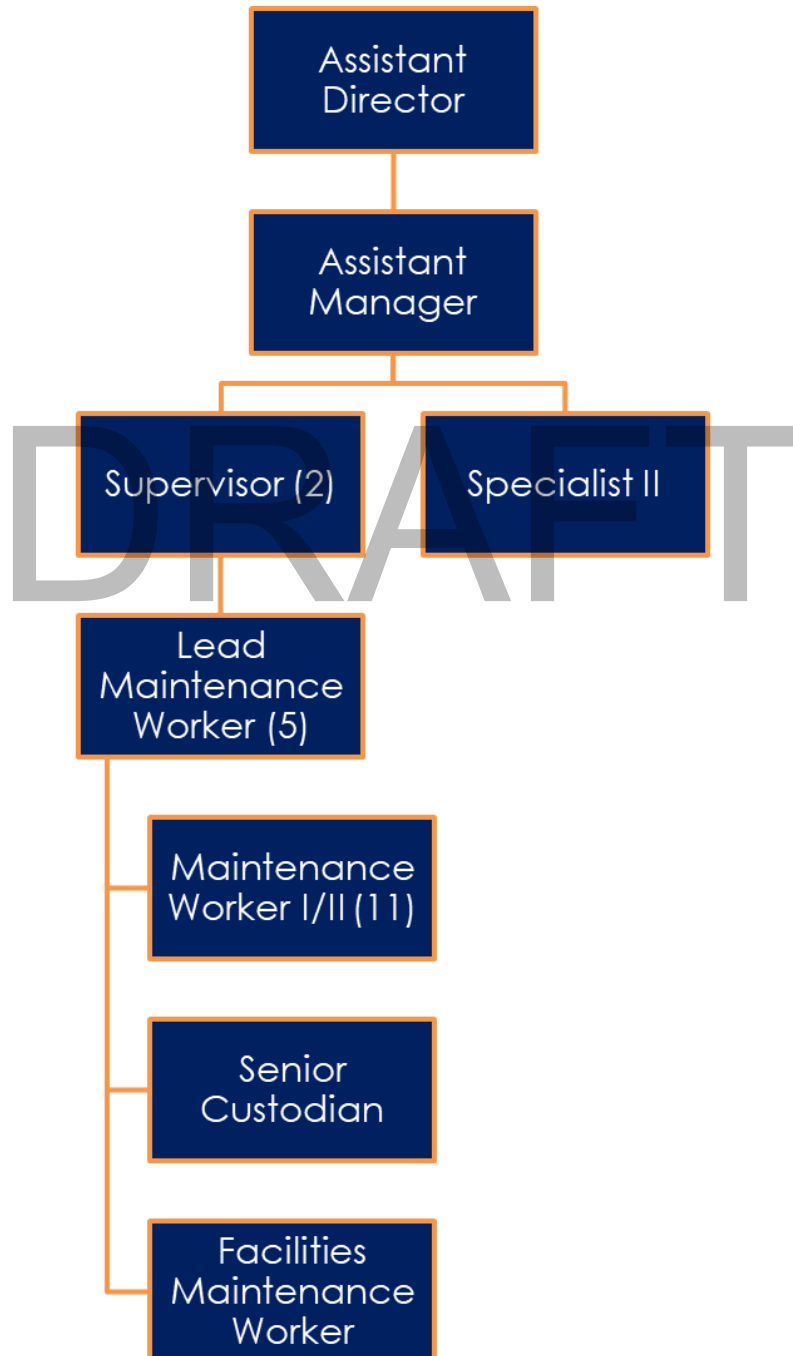 Assistant
Director
Assistant
Manager
Supervisor (2)
Specialist II
DRAFT
Lead
Maintenance
Worker (5)
Maintenance
Worker I/II (11)
Senior
Custodian
Facilities
Maintenance
Worker